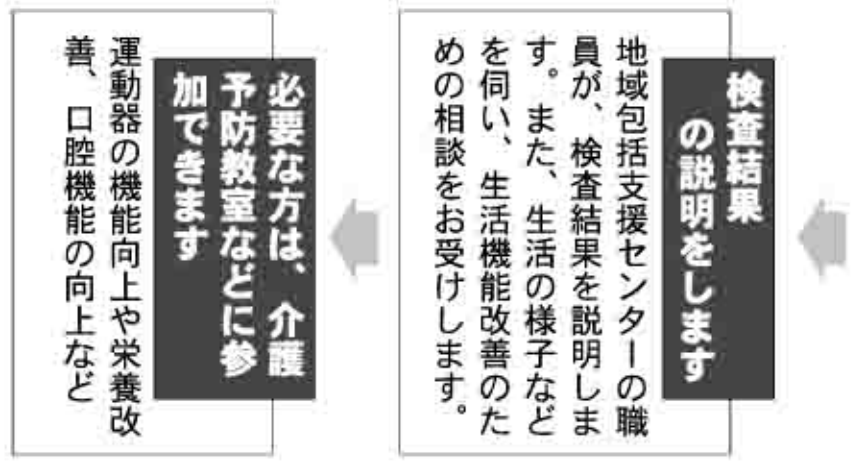 検査結果
の説明をします
地域包括支援センターの職
員が、検査結果を説明しま
す。また、生活の様子など
を伺い、生活機能改善のた
めの相談をお受けします。
必要な方は、介護
予防教室などに参
加できます
運動器の機能向上や栄養改
善、口腔機能の向上など